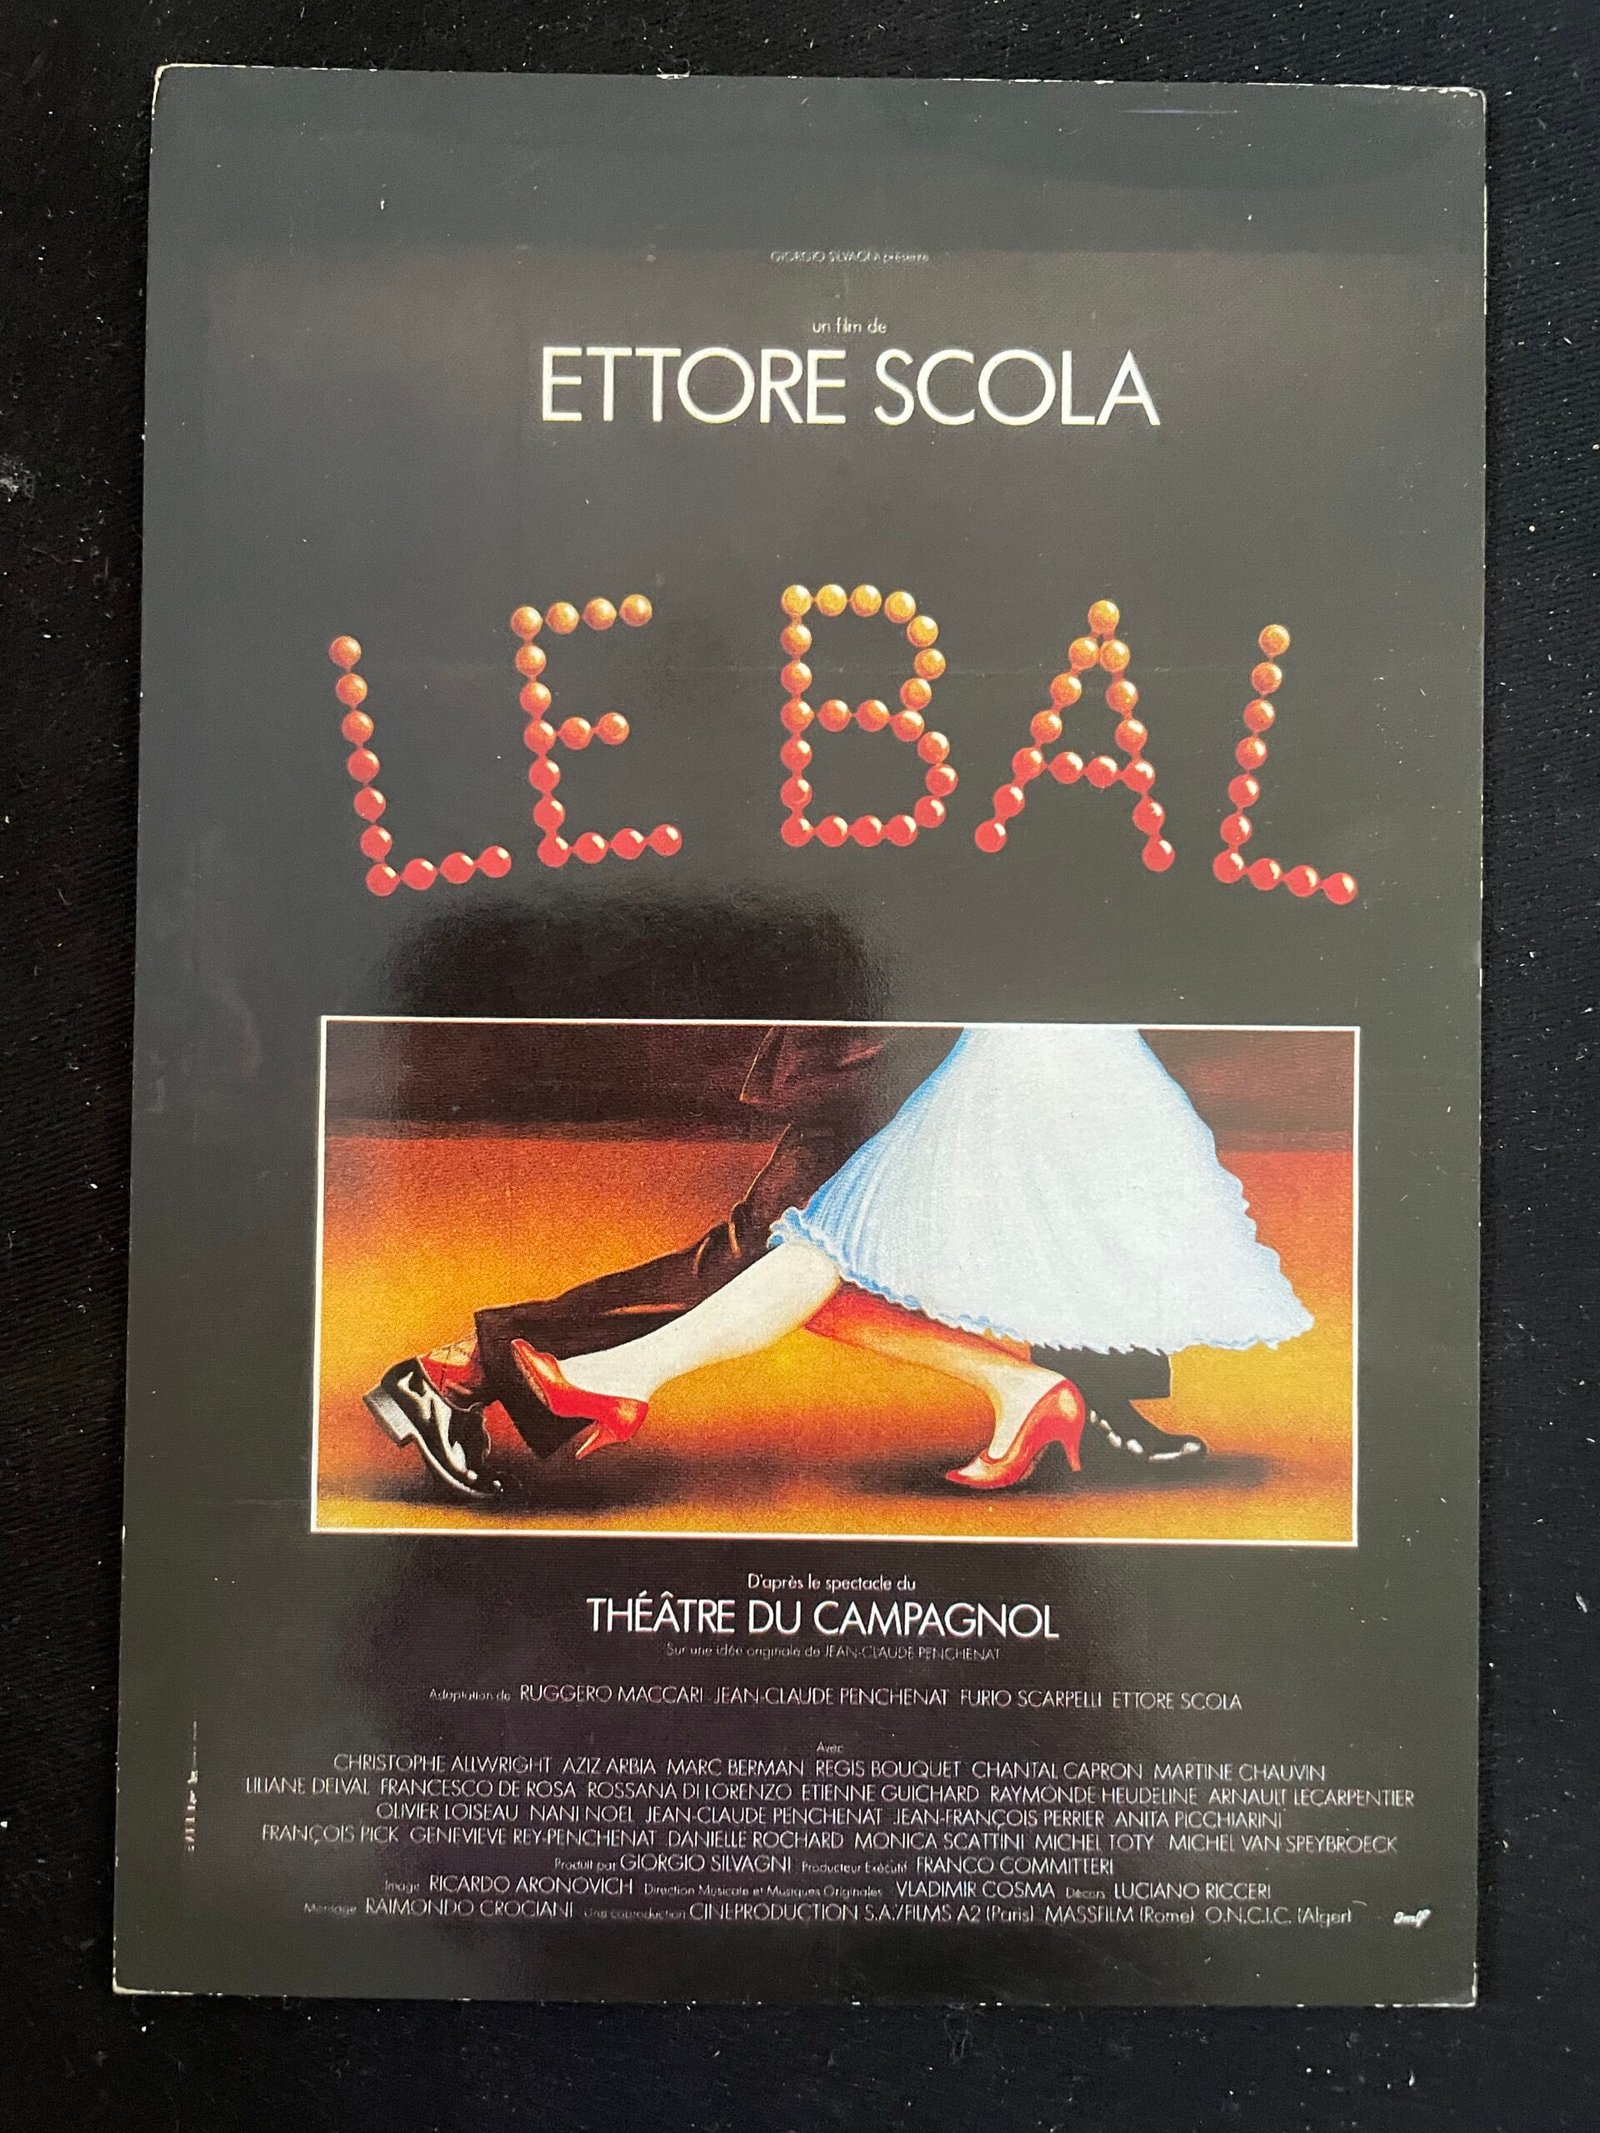 GIORGIO SILVAGNI présente
un film de
ETTORE SCOLA
LE BAL
D'après le spectacle du
THÉÂTRE DU CAMPAGNOL
Sur une idée originale de JEAN-CLAUDE PENCHENAT
Adaptation de RUGGERO MACCARI JEAN-CLAUDE PENCHENAT FURIO SCARPELLI ETTORE SCOLA
Avec
CHRISTOPHE ALLWRIGHT AZIZ ARBIA MARC BERMAN REGIS BOUQUET CHANTAL CAPRON MARTINE CHAUVIN
LILIANE DELVAL FRANCESCO DE ROSA ROSSANA DI LORENZO ETIENNE GUICHARD RAYMONDE HEUDELINE ARNAULT LECARPENTIER
OLIVIER LOISEAU NANI NOEL JEAN-CLAUDE PENCHENAT JEAN-FRANÇOIS PERRIER ANITA PICCHIARINI
FRANÇOIS PICK GENEVIEVE REY-PENCHENAT DANIELLE ROCHARD MONICA SCATTINI MICHEL TOTY MICHEL VAN SPEYBROECK
Produit par GIORGIO SILVAGNI Producteur Exécutif FRANCO COMMITTERI
Image RICARDO ARONOVICH Direction Musicale et Musiques Originales VLADIMIR COSMA Décors LUCIANO RICCERI
Montage RAIMONDO CROCIANI Une coproduction CINEPRODUCTION S.A./FILMS A2 (Paris) MASSFILM (Rome) O.N.C.I.C. (Alger)